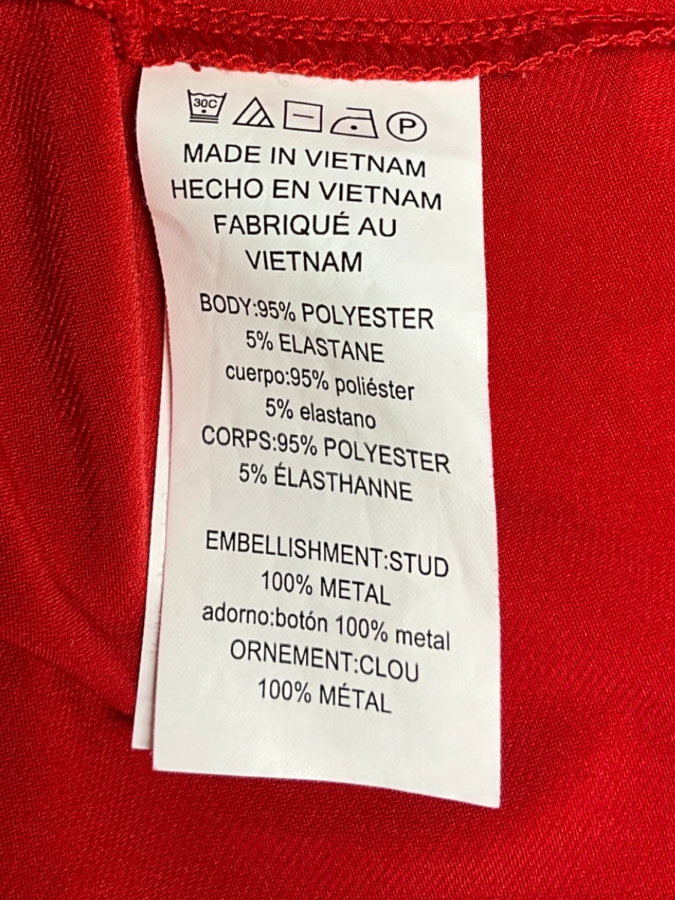 30C P
MADE IN VIETNAM
HECHO EN VIETNAM
FABRIQUÉ AU
VIETNAM
BODY:95% POLYESTER
5% ELASTANE
cuerpo:95% poliéster
5% elastano
CORPS:95% POLYESTER
5% ÉLASTHANNE
EMBELLISHMENT:STUD
100% METAL
adorno:botón 100% metal
ORNEMENT:CLOU
100% MÉTAL